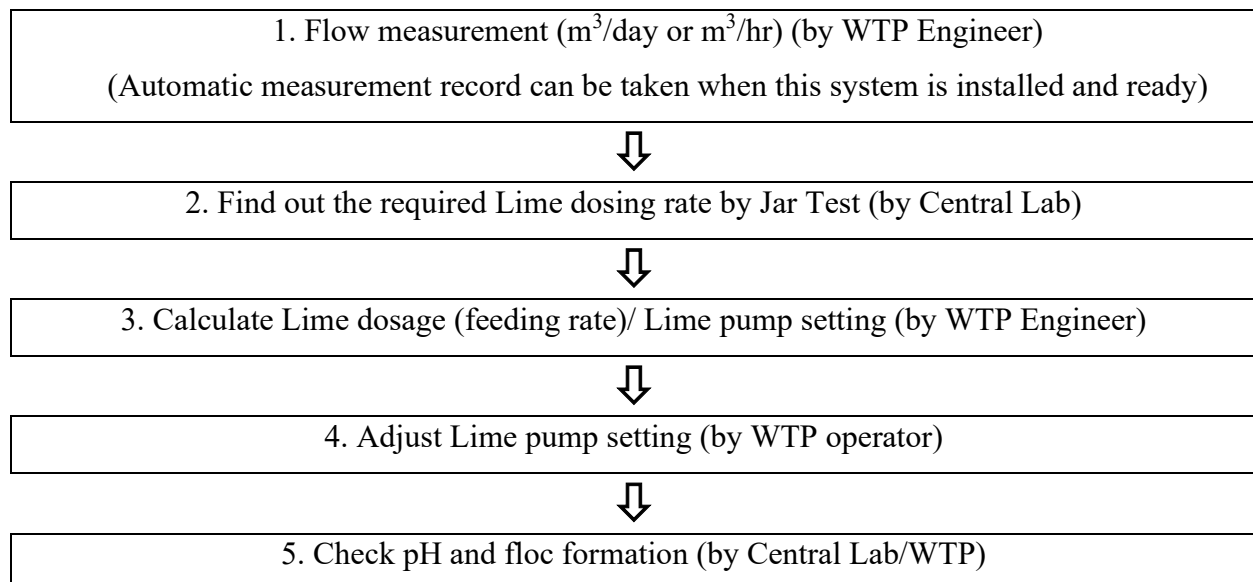 1. Flow measurement (m³/day or m³/hr) (by WTP Engineer)
(Automatic measurement record can be taken when this system is installed and ready)
2. Find out the required Lime dosing rate by Jar Test (by Central Lab)
3. Calculate Lime dosage (feeding rate)/ Lime pump setting (by WTP Engineer)
4. Adjust Lime pump setting (by WTP operator)
5. Check pH and floc formation (by Central Lab/WTP)